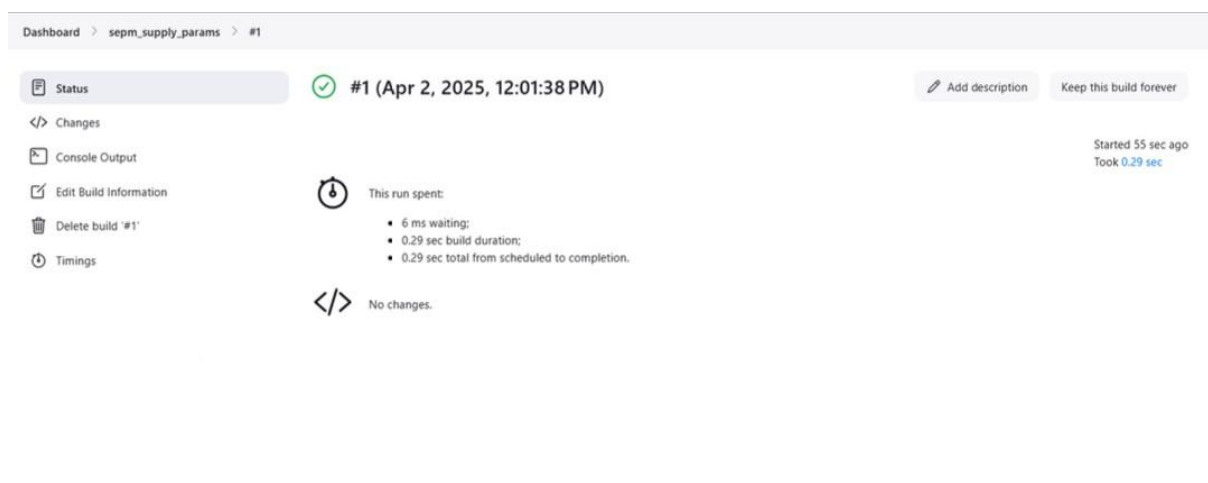 Dashboard > sepm_supply_params > #1
Status
Changes
Console Output
Edit Build Information
Delete build '#1'
Timings
#1 (Apr 2, 2025, 12:01:38 PM)
Add description
Keep this build forever
Started 55 sec ago
Took 0.29 sec
This run spent:
• 6 ms waiting;
• 0.29 sec build duration;
• 0.29 sec total from scheduled to completion.
No changes.